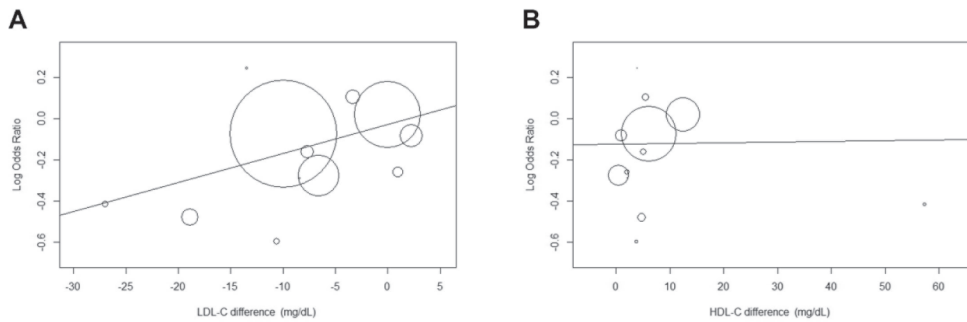 A
B
Log Odds Ratio
0.2
0.0
-0.2
-0.4
-0.6
-30 -25 -20 -15 -10 -5 0 5
LDL-C difference (mg/dL)
Log Odds Ratio
0.2
0.0
-0.2
-0.4
-0.6
0 10 20 30 40 50 60
HDL-C difference (mg/dL)